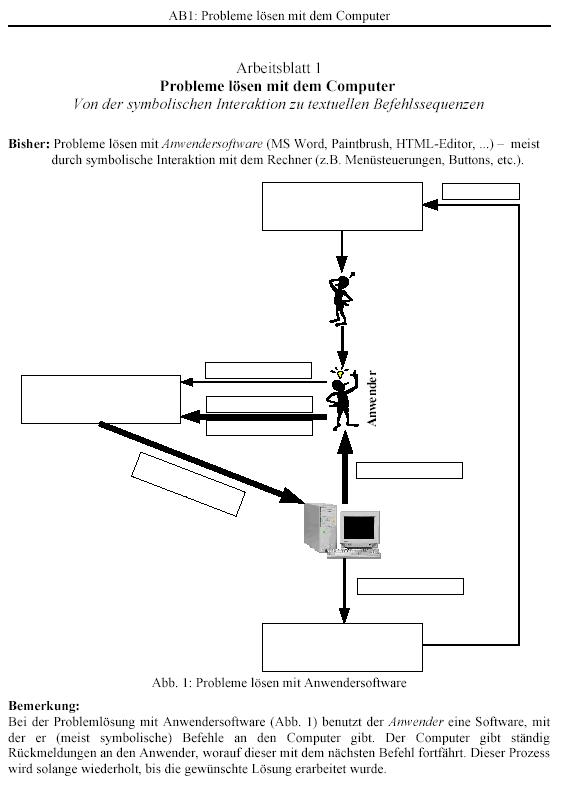 AB1: Probleme lösen mit dem Computer
Arbeitsblatt 1
Probleme lösen mit dem Computer
Von der symbolischen Interaktion zu textuellen Befehlssequenzen
Bisher: Probleme lösen mit Anwendersoftware (MS Word, Paintbrush, HTML-Editor, ...) – meist
durch symbolische Interaktion mit dem Rechner (z.B. Menüsteuerungen, Buttons, etc.).
Anwender
Abb. 1: Probleme lösen mit Anwendersoftware
Bemerkung:
Bei der Problemlösung mit Anwendersoftware (Abb. 1) benutzt der Anwender eine Software, mit
der er (meist symbolische) Befehle an den Computer gibt. Der Computer gibt ständig
Rückmeldungen an den Anwender, worauf dieser mit dem nächsten Befehl fortfährt. Dieser Prozess
wird solange wiederholt, bis die gewünschte Lösung erarbeitet wurde.